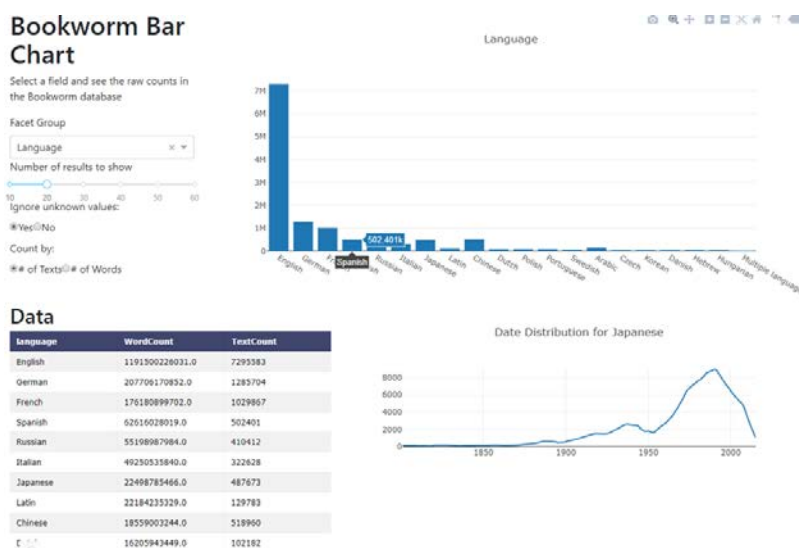 Bookworm Bar
Chart
Select a field and see the raw counts in
the Bookworm database
Facet Group
Language
Number of results to show
10 20 30 40 50 60
Ignore unknown values:
Yes No
Count by:
# of Texts # of Words
Language
7M
6M
5M
4M
3M
2M
1M
0
502.401k
Spanish
English
German
Russian
Italian
Japanese
Latin
Chinese
Dutch
Polish
Portuguese
Swedish
Arabic
Czech
Korean
Danish
Hebrew
Hungarian
Multiple language
Data
language WordCount TextCount
English 1191500226031.0 7295583
German 207706170852.0 1285704
French 176180899702.0 1029867
Spanish 62616028019.0 502401
Russian 55198987984.0 410412
Italian 49250535840.0 322628
Japanese 22498785466.0 487673
Latin 22184235329.0 129783
Chinese 18559003244.0 518960
16205943449.0 102182
Date Distribution for Japanese
8000
6000
4000
2000
0
1850 1900 1950 2000